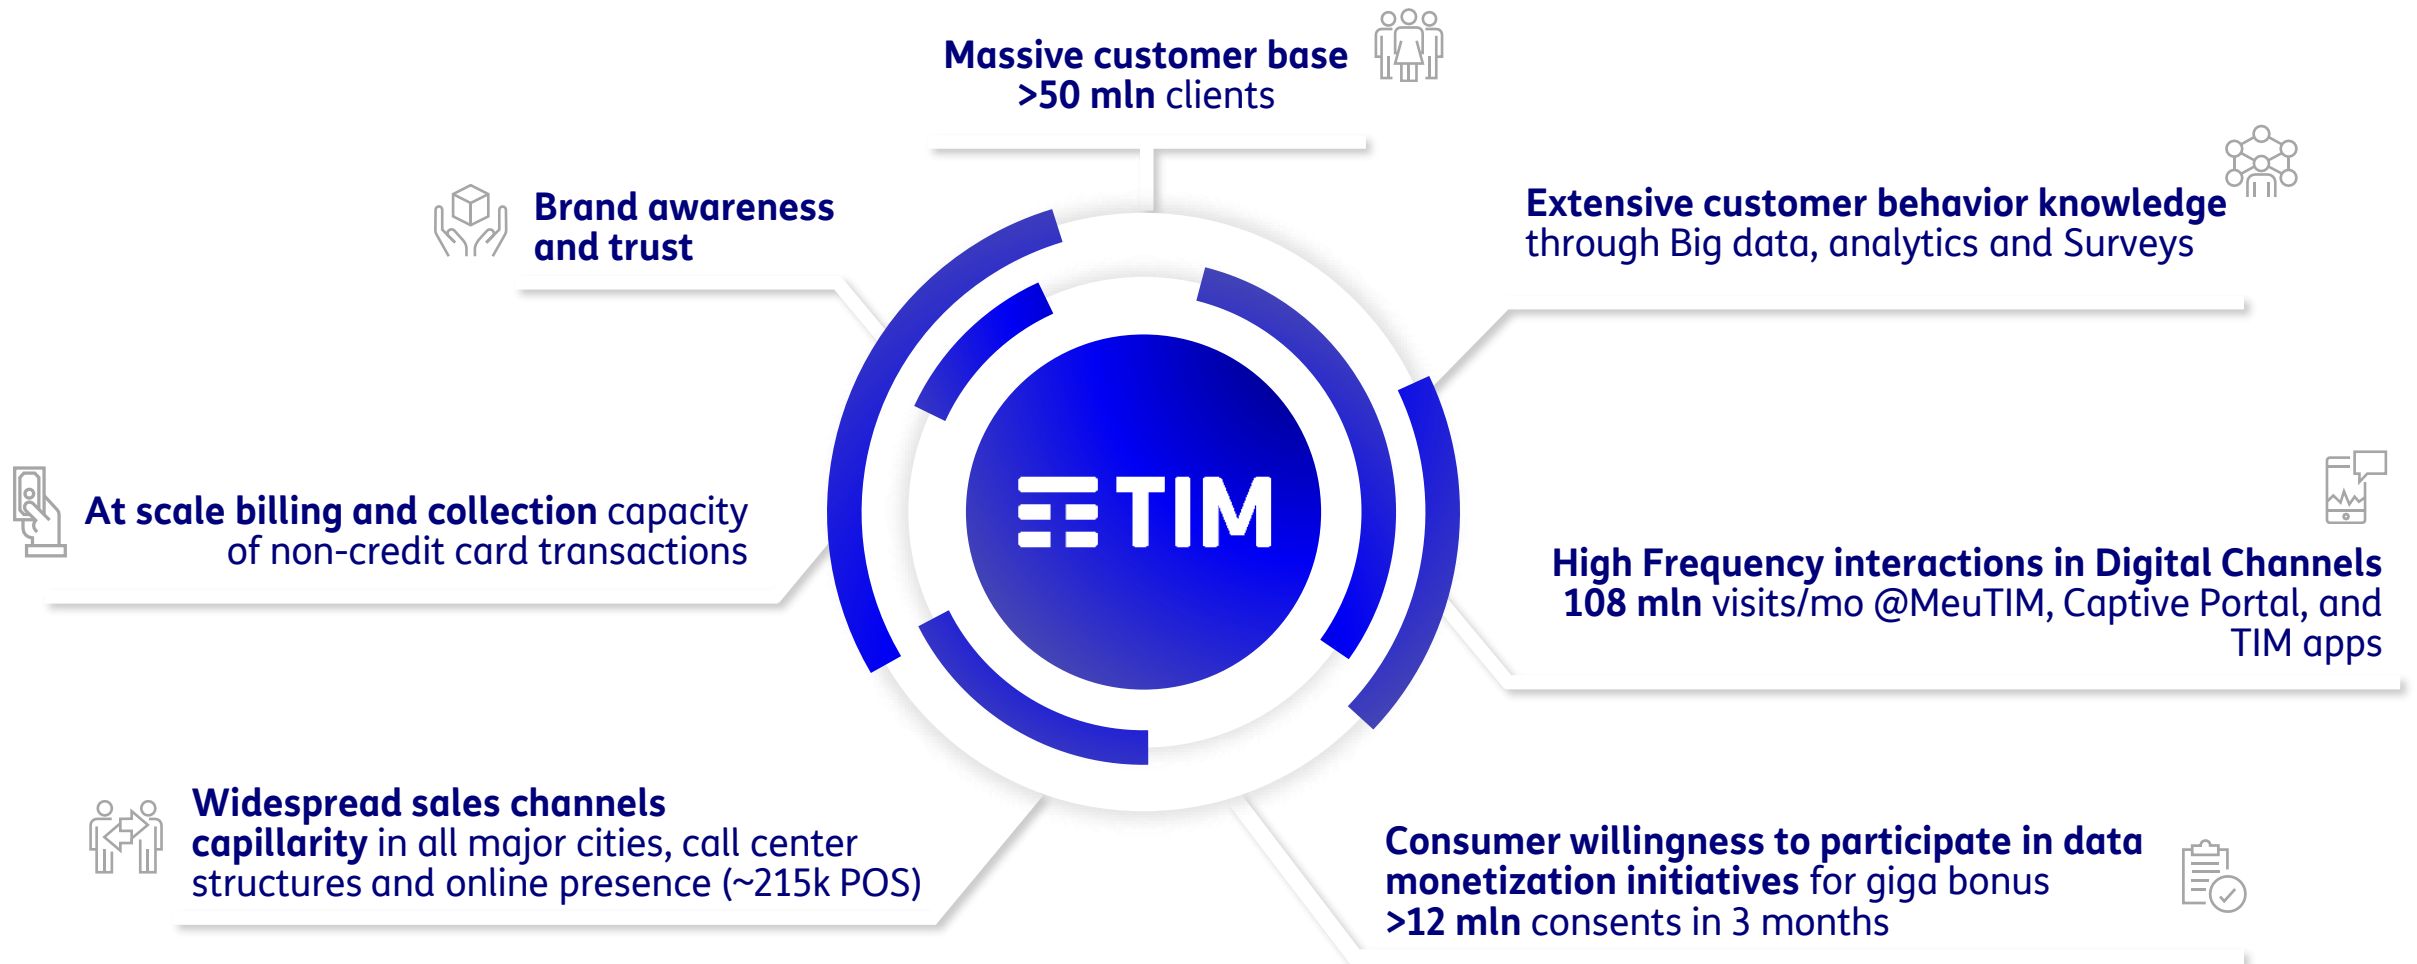 Massive customer base
>50 mln clients
Brand awareness
and trust
Extensive customer behavior knowledge
through Big data, analytics and Surveys
At scale billing and collection capacity
of non-credit card transactions
TIM
High Frequency interactions in Digital Channels
108 mln visits/mo @MeuTIM, Captive Portal, and
TIM apps
Widespread sales channels
capillarity in all major cities, call center
structures and online presence (~215k POS)
Consumer willingness to participate in data
monetization initiatives for giga bonus
>12 mln consents in 3 months